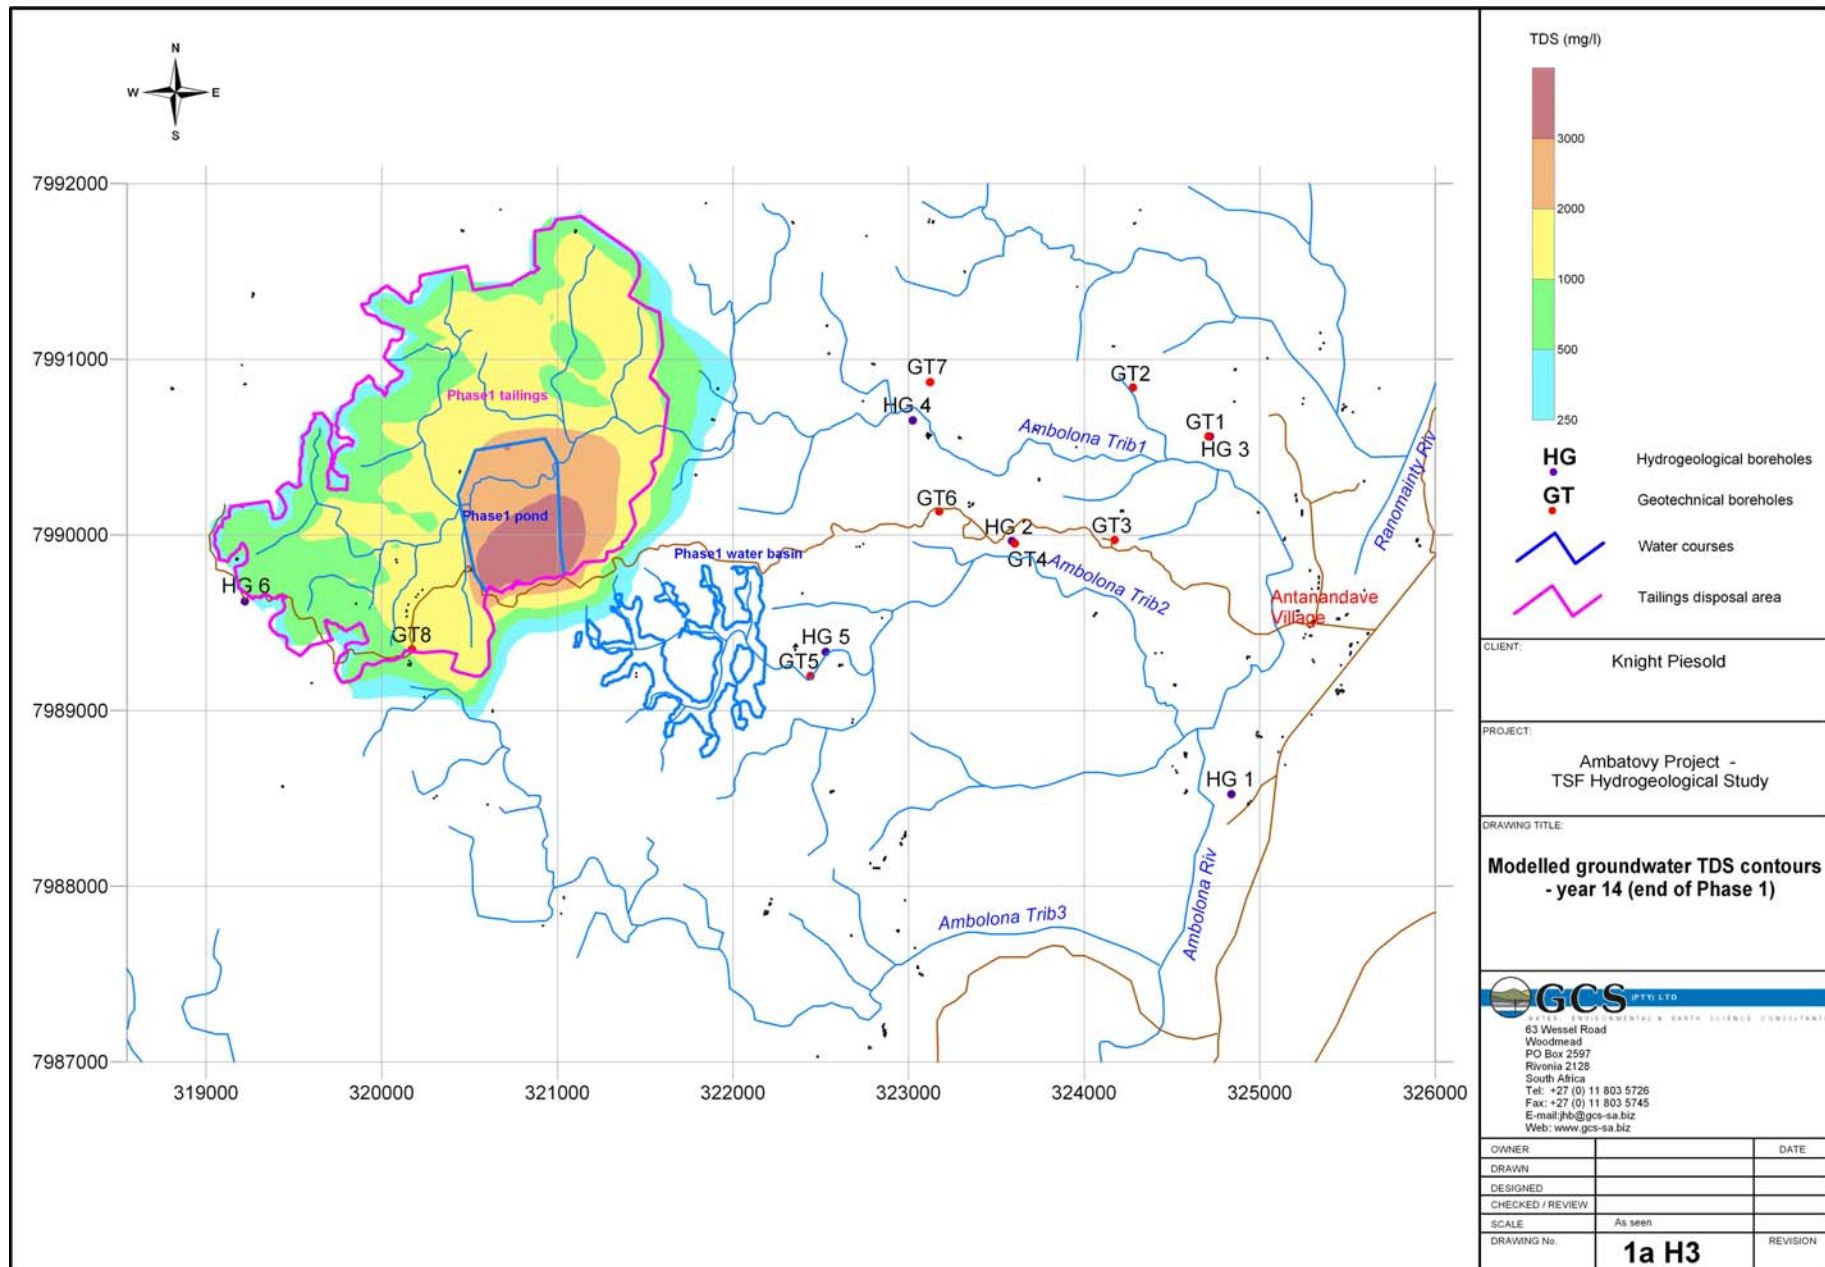 N
W E
S
7992000
7991000
7990000
7989000
7988000
7987000
319000 320000 321000 322000 323000 324000 325000 326000
Phase1 tailings
Phase1 pond
Phase1 water basin
GT7
HG 4
GT2
GT1
HG 3
Ambolona Trib1
Ranomainty Riv
GT6
HG 2
GT4
GT3
Ambolona Trib2
Antanandave
Village
HG 6
GT8
HG 5
GT5
HG 1
Ambolona Riv
Ambolona Trib3
TDS (mg/l)
3000
2000
1000
500
250
HG Hydrogeological boreholes
GT Geotechnical boreholes
Water courses
Tailings disposal area
CLIENT:
Knight Piesold
PROJECT:
Ambatovy Project -
TSF Hydrogeological Study
DRAWING TITLE:
Modelled groundwater TDS contours
- year 14 (end of Phase 1)
GCS (PTY) LTD
WATER, ENVIRONMENTAL & EARTH SCIENCE CONSULTANTS
63 Wessel Road
Woodmead
PO Box 2597
Rivonia 2128
South Africa
Tel: +27 (0) 11 803 5726
Fax: +27 (0) 11 803 5745
E-mail:jhb@gcs-sa.biz
Web: www.gcs-sa.biz
OWNER DATE
DRAWN
DESIGNED
CHECKED / REVIEW
SCALE As seen
DRAWING No. 1a H3 REVISION